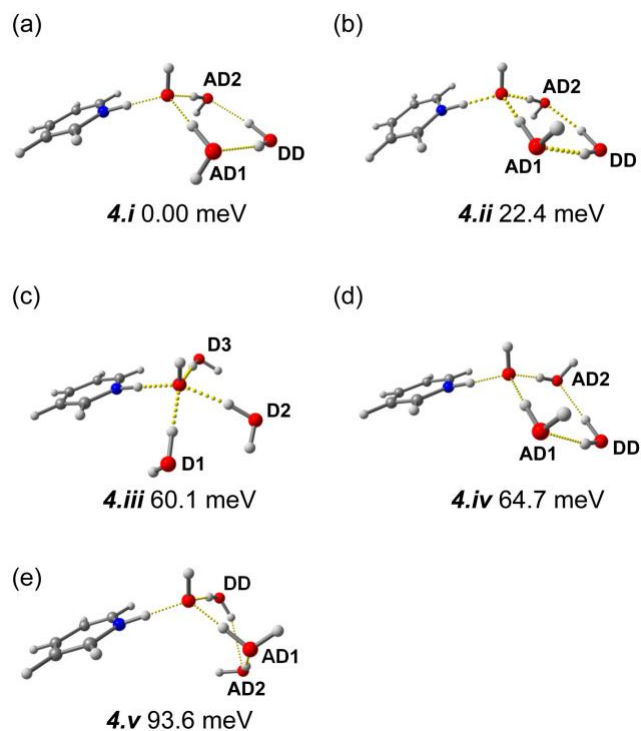 (a)
AD2
DD
AD1
4.i 0.00 meV
(b)
AD2
AD1
DD
4.ii 22.4 meV
(c)
D3
D2
D1
4.iii 60.1 meV
(d)
AD2
AD1
DD
4.iv 64.7 meV
(e)
DD
AD1
AD2
4.v 93.6 meV